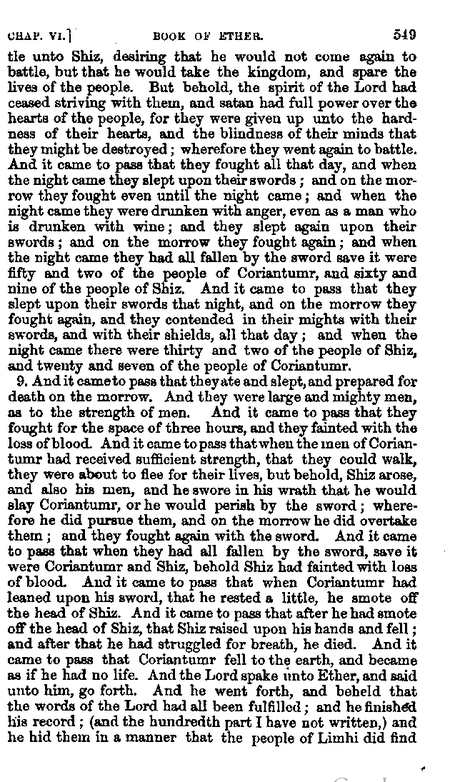 CHAP. VI.] BOOK OF ETHER. 549
tle unto Shiz, desiring that he would not come again to
battle, but that he would take the kingdom, and spare the
lives of the people. But behold, the spirit of the Lord had
ceased striving with them, and satan had full power over the
hearts of the people, for they were given up unto the hard-
ness of their hearts, and the blindness of their minds that
they might be destroyed; wherefore they went again to battle.
And it came to pass that they fought all that day, and when
the night came they slept upon their swords; and on the mor-
row they fought even until the night came; and when the
night came they were drunken with anger, even as a man who
is drunken with wine; and they slept again upon their
swords; and on the morrow they fought again; and when
the night came they had all fallen by the sword save it were
fifty and two of the people of Coriantumr, and sixty and
nine of the people of Shiz. And it came to pass that they
slept upon their swords that night, and on the morrow they
fought again, and they contended in their mights with their
swords, and with their shields, all that day; and when the
night came there were thirty and two of the people of Shiz,
and twenty and seven of the people of Coriantumr.
9. And it came to pass that they ate and slept, and prepared for
death on the morrow. And they were large and mighty men,
as to the strength of men. And it came to pass that they
fought for the space of three hours, and they fainted with the
loss of blood. And it came to pass that when the men of Corian-
tumr had received sufficient strength, that they could walk,
they were about to flee for their lives, but behold, Shiz arose,
and also his men, and he swore in his wrath that he would
slay Coriantumr, or he would perish by the sword; where-
fore he did pursue them, and on the morrow he did overtake
them; and they fought again with the sword. And it came
to pass that when they had all fallen by the sword, save it
were Coriantumr and Shiz, behold Shiz had fainted with loss
of blood. And it came to pass that when Coriantumr had
leaned upon his sword, that he rested a little, he smote off
the head of Shiz. And it came to pass that after he had smote
off the head of Shiz, that Shiz raised upon his hands and fell;
and after that he had struggled for breath, he died. And it
came to pass that Coriantumr fell to the earth, and became
as if he had no life. And the Lord spake unto Ether, and said
unto him, go forth. And he went forth, and beheld that
the words of the Lord had all been fulfilled; and he finished
his record; (and the hundredth part I have not written,) and
he hid them in a manner that the people of Limhi did find